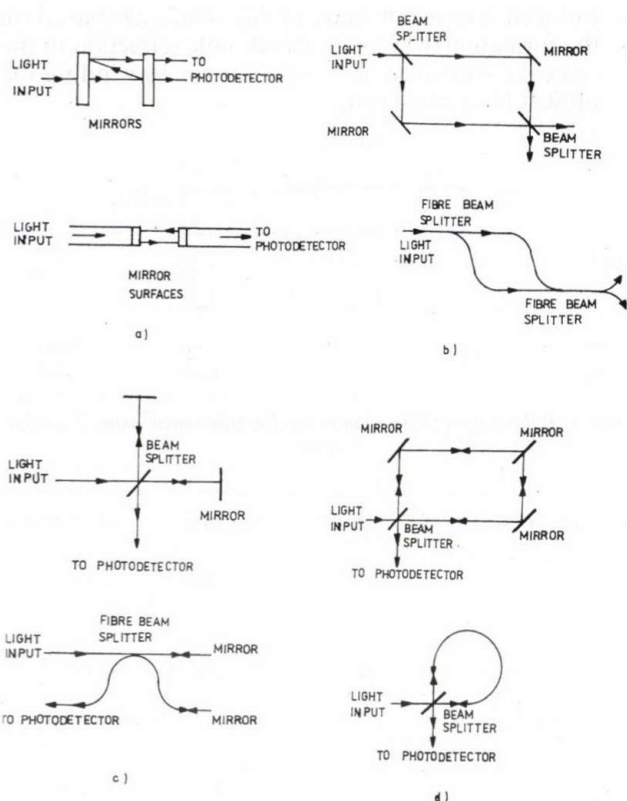 LIGHT
INPUT
TO
PHOTODETECTOR
MIRRORS
LIGHT
INPUT
TO
PHOTODETECTOR
MIRROR
SURFACES
a)
BEAM
SPLITTER
MIRROR
LIGHT
INPUT
MIRROR
BEAM
SPLITTER
FIBRE BEAM
SPLITTER
LIGHT
INPUT
FIBRE BEAM
SPLITTER
b)
BEAM
SPLITTER
LIGHT
INPUT
MIRROR
TO PHOTODETECTOR
FIBRE BEAM
SPLITTER
LIGHT
INPUT
MIRROR
TO PHOTODETECTOR
MIRROR
c)
MIRROR
MIRROR
LIGHT
INPUT
BEAM
SPLITTER
MIRROR
TO PHOTODETECTOR
LIGHT
INPUT
BEAM
SPLITTER
TO PHOTODETECTOR
d)